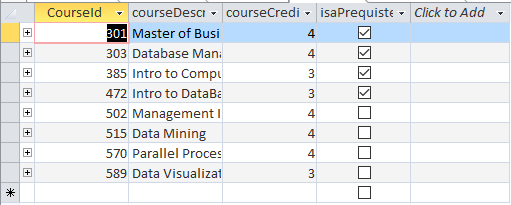 CourseId courseDescr courseCredi isaPrequiste Click to Add
301 Master of Busi 4
303 Database Mana 4
385 Intro to Compu 3
472 Intro to DataBa 3
502 Management I 4
515 Data Mining 4
570 Parallel Proces 4
589 Data Visualizat 3